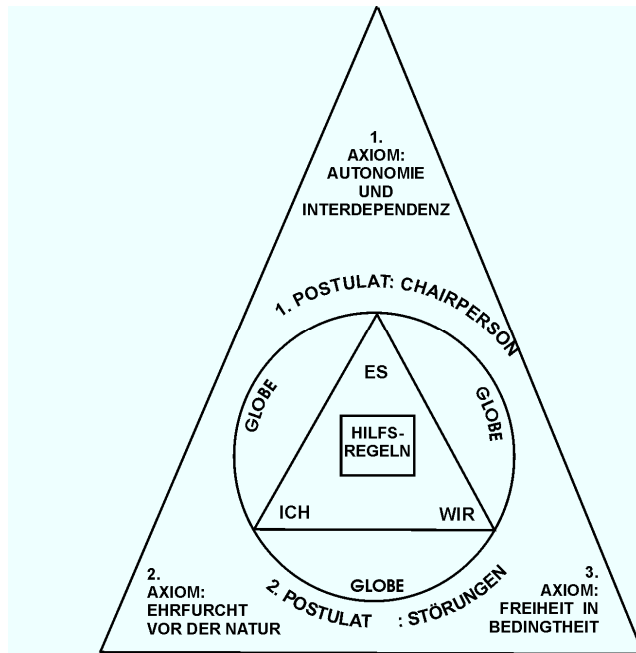 1.
AXIOM:
AUTONOMIE
UND
INTERDEPENDENZ
1. POSTULAT: CHAIRPERSON
ES
GLOBE
GLOBE
HILFS-
REGELN
ICH
WIR
GLOBE
2. POSTULAT : STÖRUNGEN
2.
AXIOM:
EHRFURCHT
VOR DER NATUR
3.
AXIOM:
FREIHEIT IN
BEDINGTHEIT